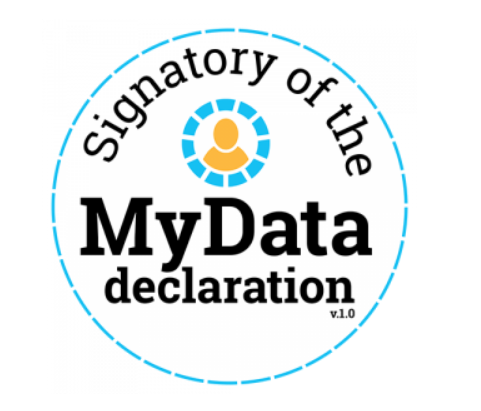 Signatory of the
MyData
declaration
v.1.0